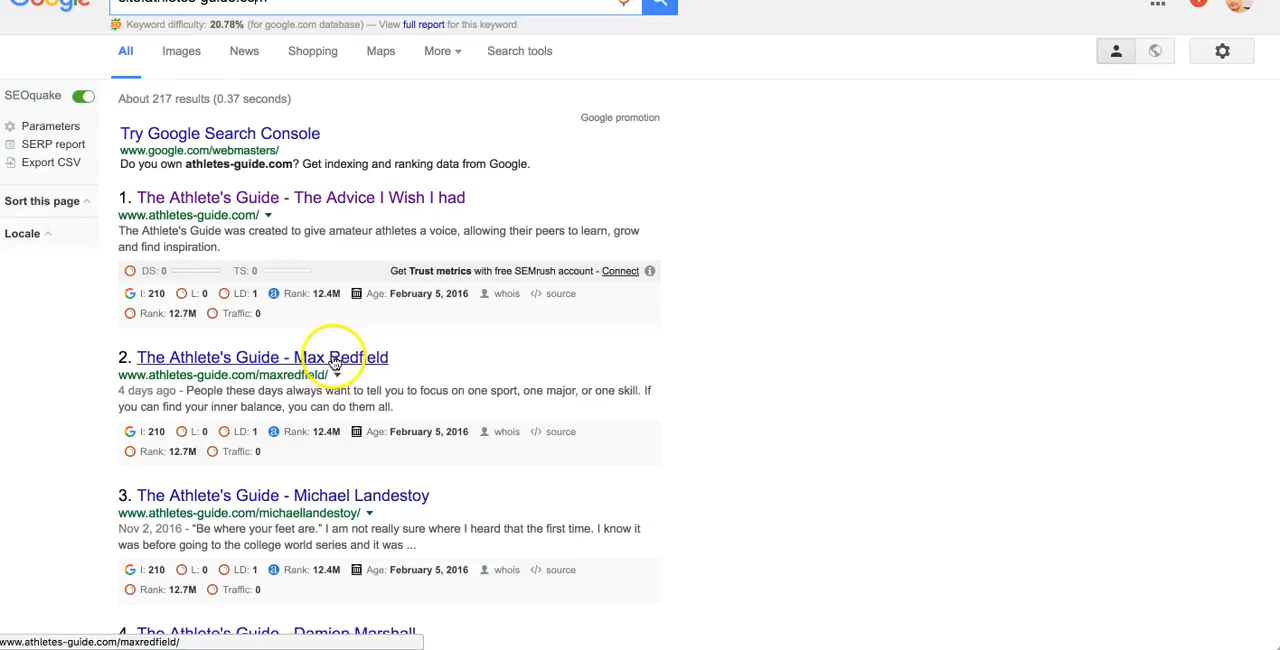 Google
site:athletes-guide.com
Keyword difficulty: 20.78% (for google.com database) — View full report for this keyword
All Images News Shopping Maps More Search tools
SEOquake
Parameters
SERP report
Export CSV
Sort this page
Locale
About 217 results (0.37 seconds)
Google promotion
Try Google Search Console
www.google.com/webmasters/
Do you own athletes-guide.com? Get indexing and ranking data from Google.
1. The Athlete's Guide - The Advice I Wish I had
www.athletes-guide.com/
The Athlete's Guide was created to give amateur athletes a voice, allowing their peers to learn, grow
and find inspiration.
DS: 0 TS: 0 Get Trust metrics with free SEMrush account - Connect
I: 210 L: 0 LD: 1 Rank: 12.4M Age: February 5, 2016 whois source
Rank: 12.7M Traffic: 0
2. The Athlete's Guide - Max Redfield
www.athletes-guide.com/maxredfield/
4 days ago - People these days always want to tell you to focus on one sport, one major, or one skill. If
you can find your inner balance, you can do them all.
I: 210 L: 0 LD: 1 Rank: 12.4M Age: February 5, 2016 whois source
Rank: 12.7M Traffic: 0
3. The Athlete's Guide - Michael Landestoy
www.athletes-guide.com/michaellandestoy/
Nov 2, 2016 - “Be where your feet are.” I am not really sure where I heard that the first time. I know it
was before going to the college world series and it was ...
I: 210 L: 0 LD: 1 Rank: 12.4M Age: February 5, 2016 whois source
Rank: 12.7M Traffic: 0
4. The Athlete's Guide - Damion Marshall
www.athletes-guide.com/maxredfield/